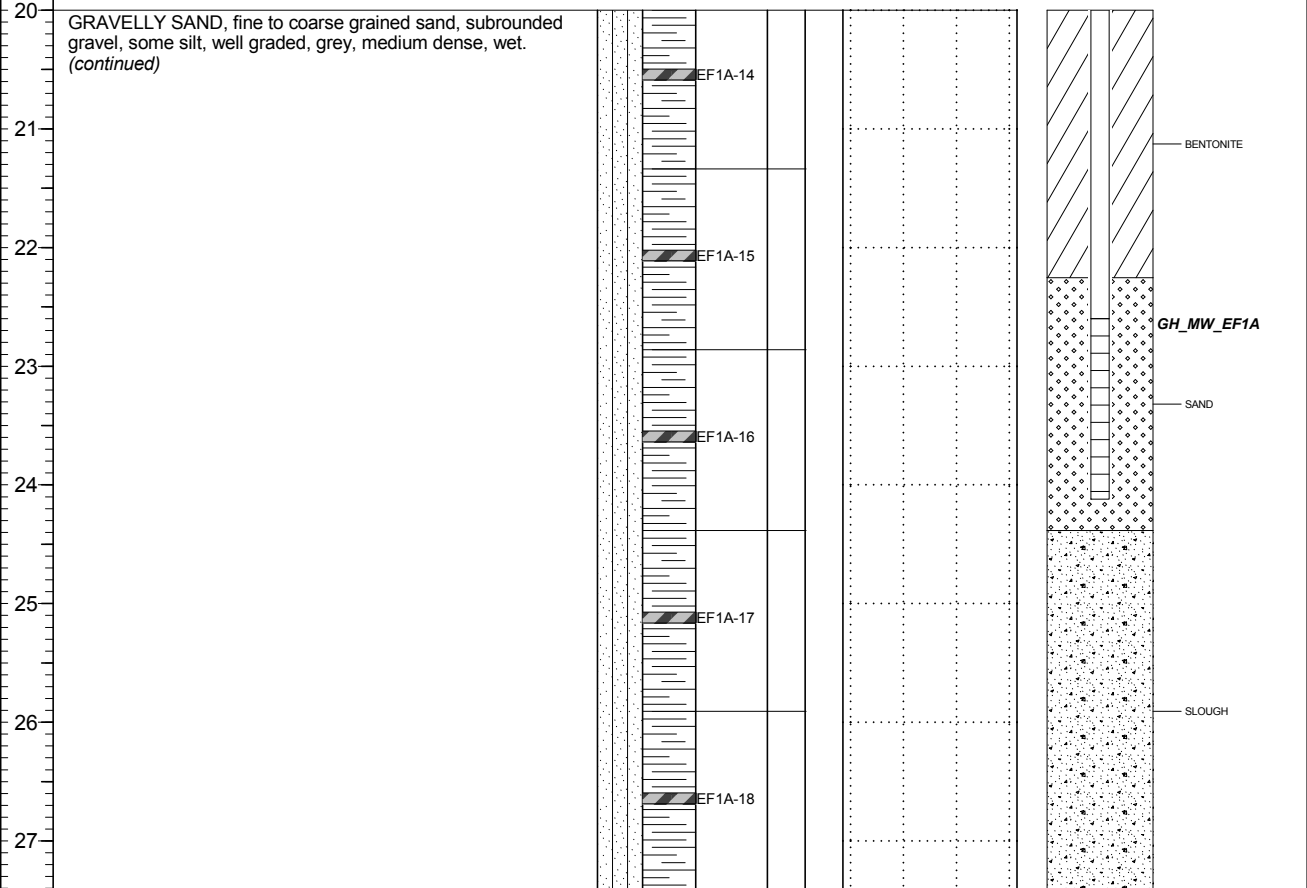 20
GRAVELLY SAND, fine to coarse grained sand, subrounded
gravel, some silt, well graded, grey, medium dense, wet.
(continued)
EF1A-14
21
BENTONITE
22
EF1A-15
GH_MW_EF1A
23
SAND
EF1A-16
24
25
EF1A-17
26
SLOUGH
EF1A-18
27